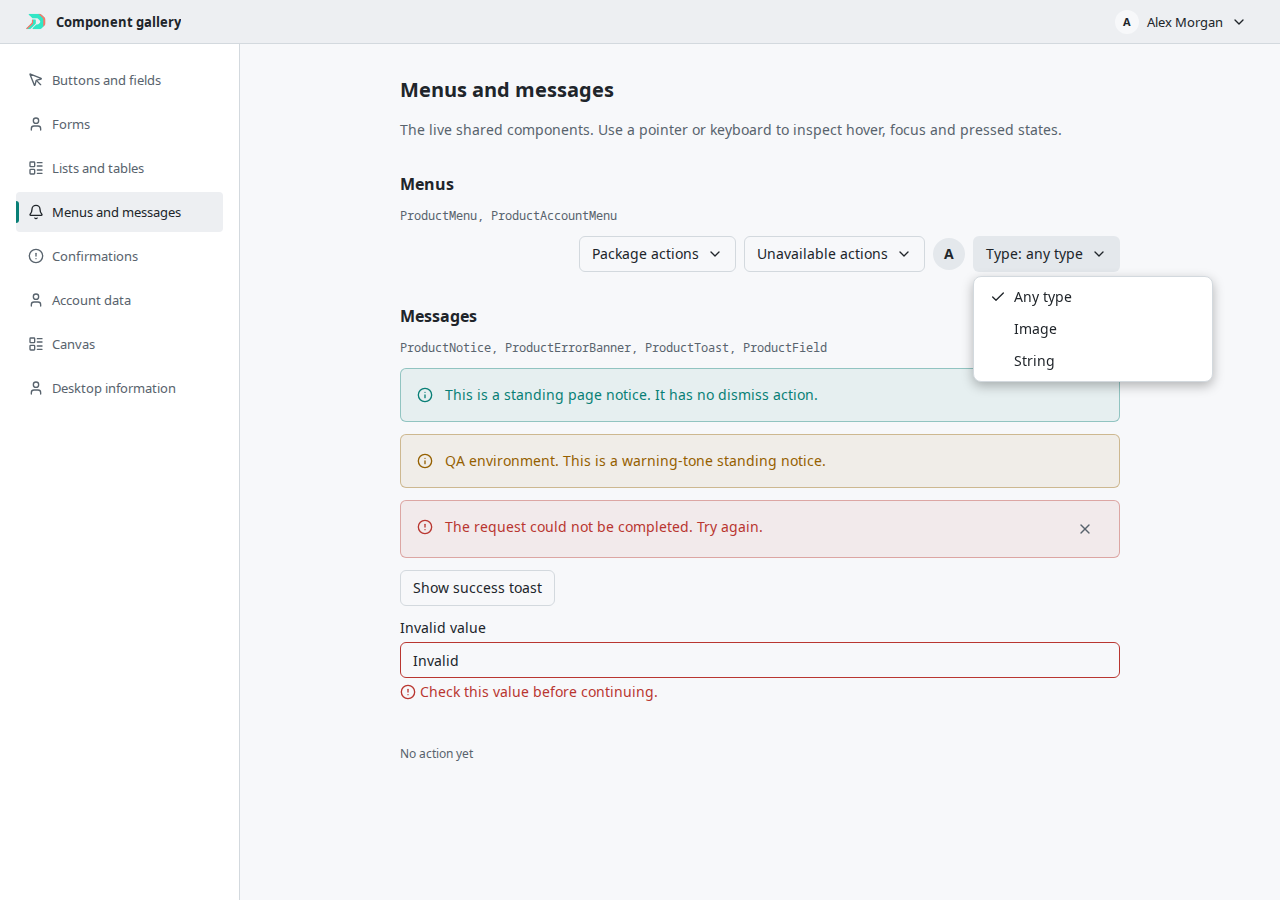 Component gallery
A
Alex Morgan
Buttons and fields
Forms
Lists and tables
Menus and messages
Confirmations
Account data
Canvas
Desktop information
Menus and messages
The live shared components. Use a pointer or keyboard to inspect hover, focus and pressed states.
Menus
ProductMenu, ProductAccountMenu
Package actions
Unavailable actions
A
Type: any type
Any type
Image
String
Messages
ProductNotice, ProductErrorBanner, ProductToast, ProductField
This is a standing page notice. It has no dismiss action.
QA environment. This is a warning-tone standing notice.
The request could not be completed. Try again.
Show success toast
Invalid value
Invalid
Check this value before continuing.
No action yet